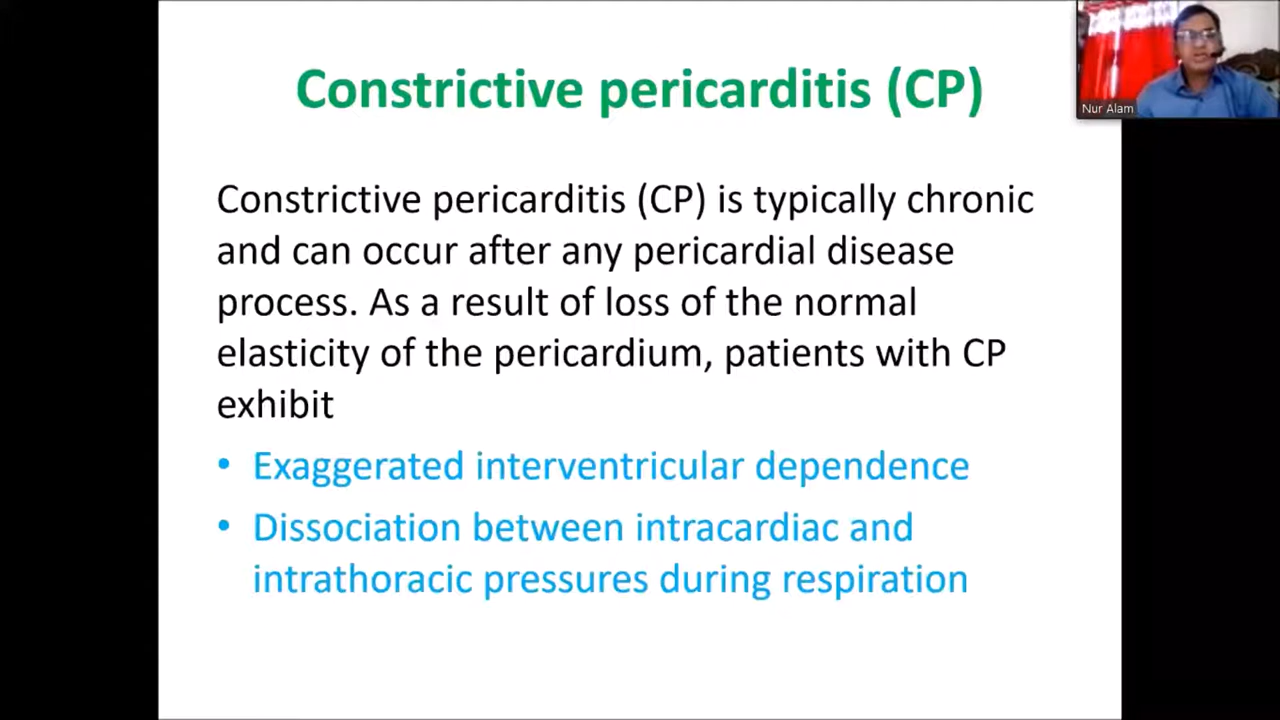 Constrictive pericarditis (CP)
Nur Alam
Constrictive pericarditis (CP) is typically chronic
and can occur after any pericardial disease
process. As a result of loss of the normal
elasticity of the pericardium, patients with CP
exhibit
• Exaggerated interventricular dependence
• Dissociation between intracardiac and
intrathoracic pressures during respiration